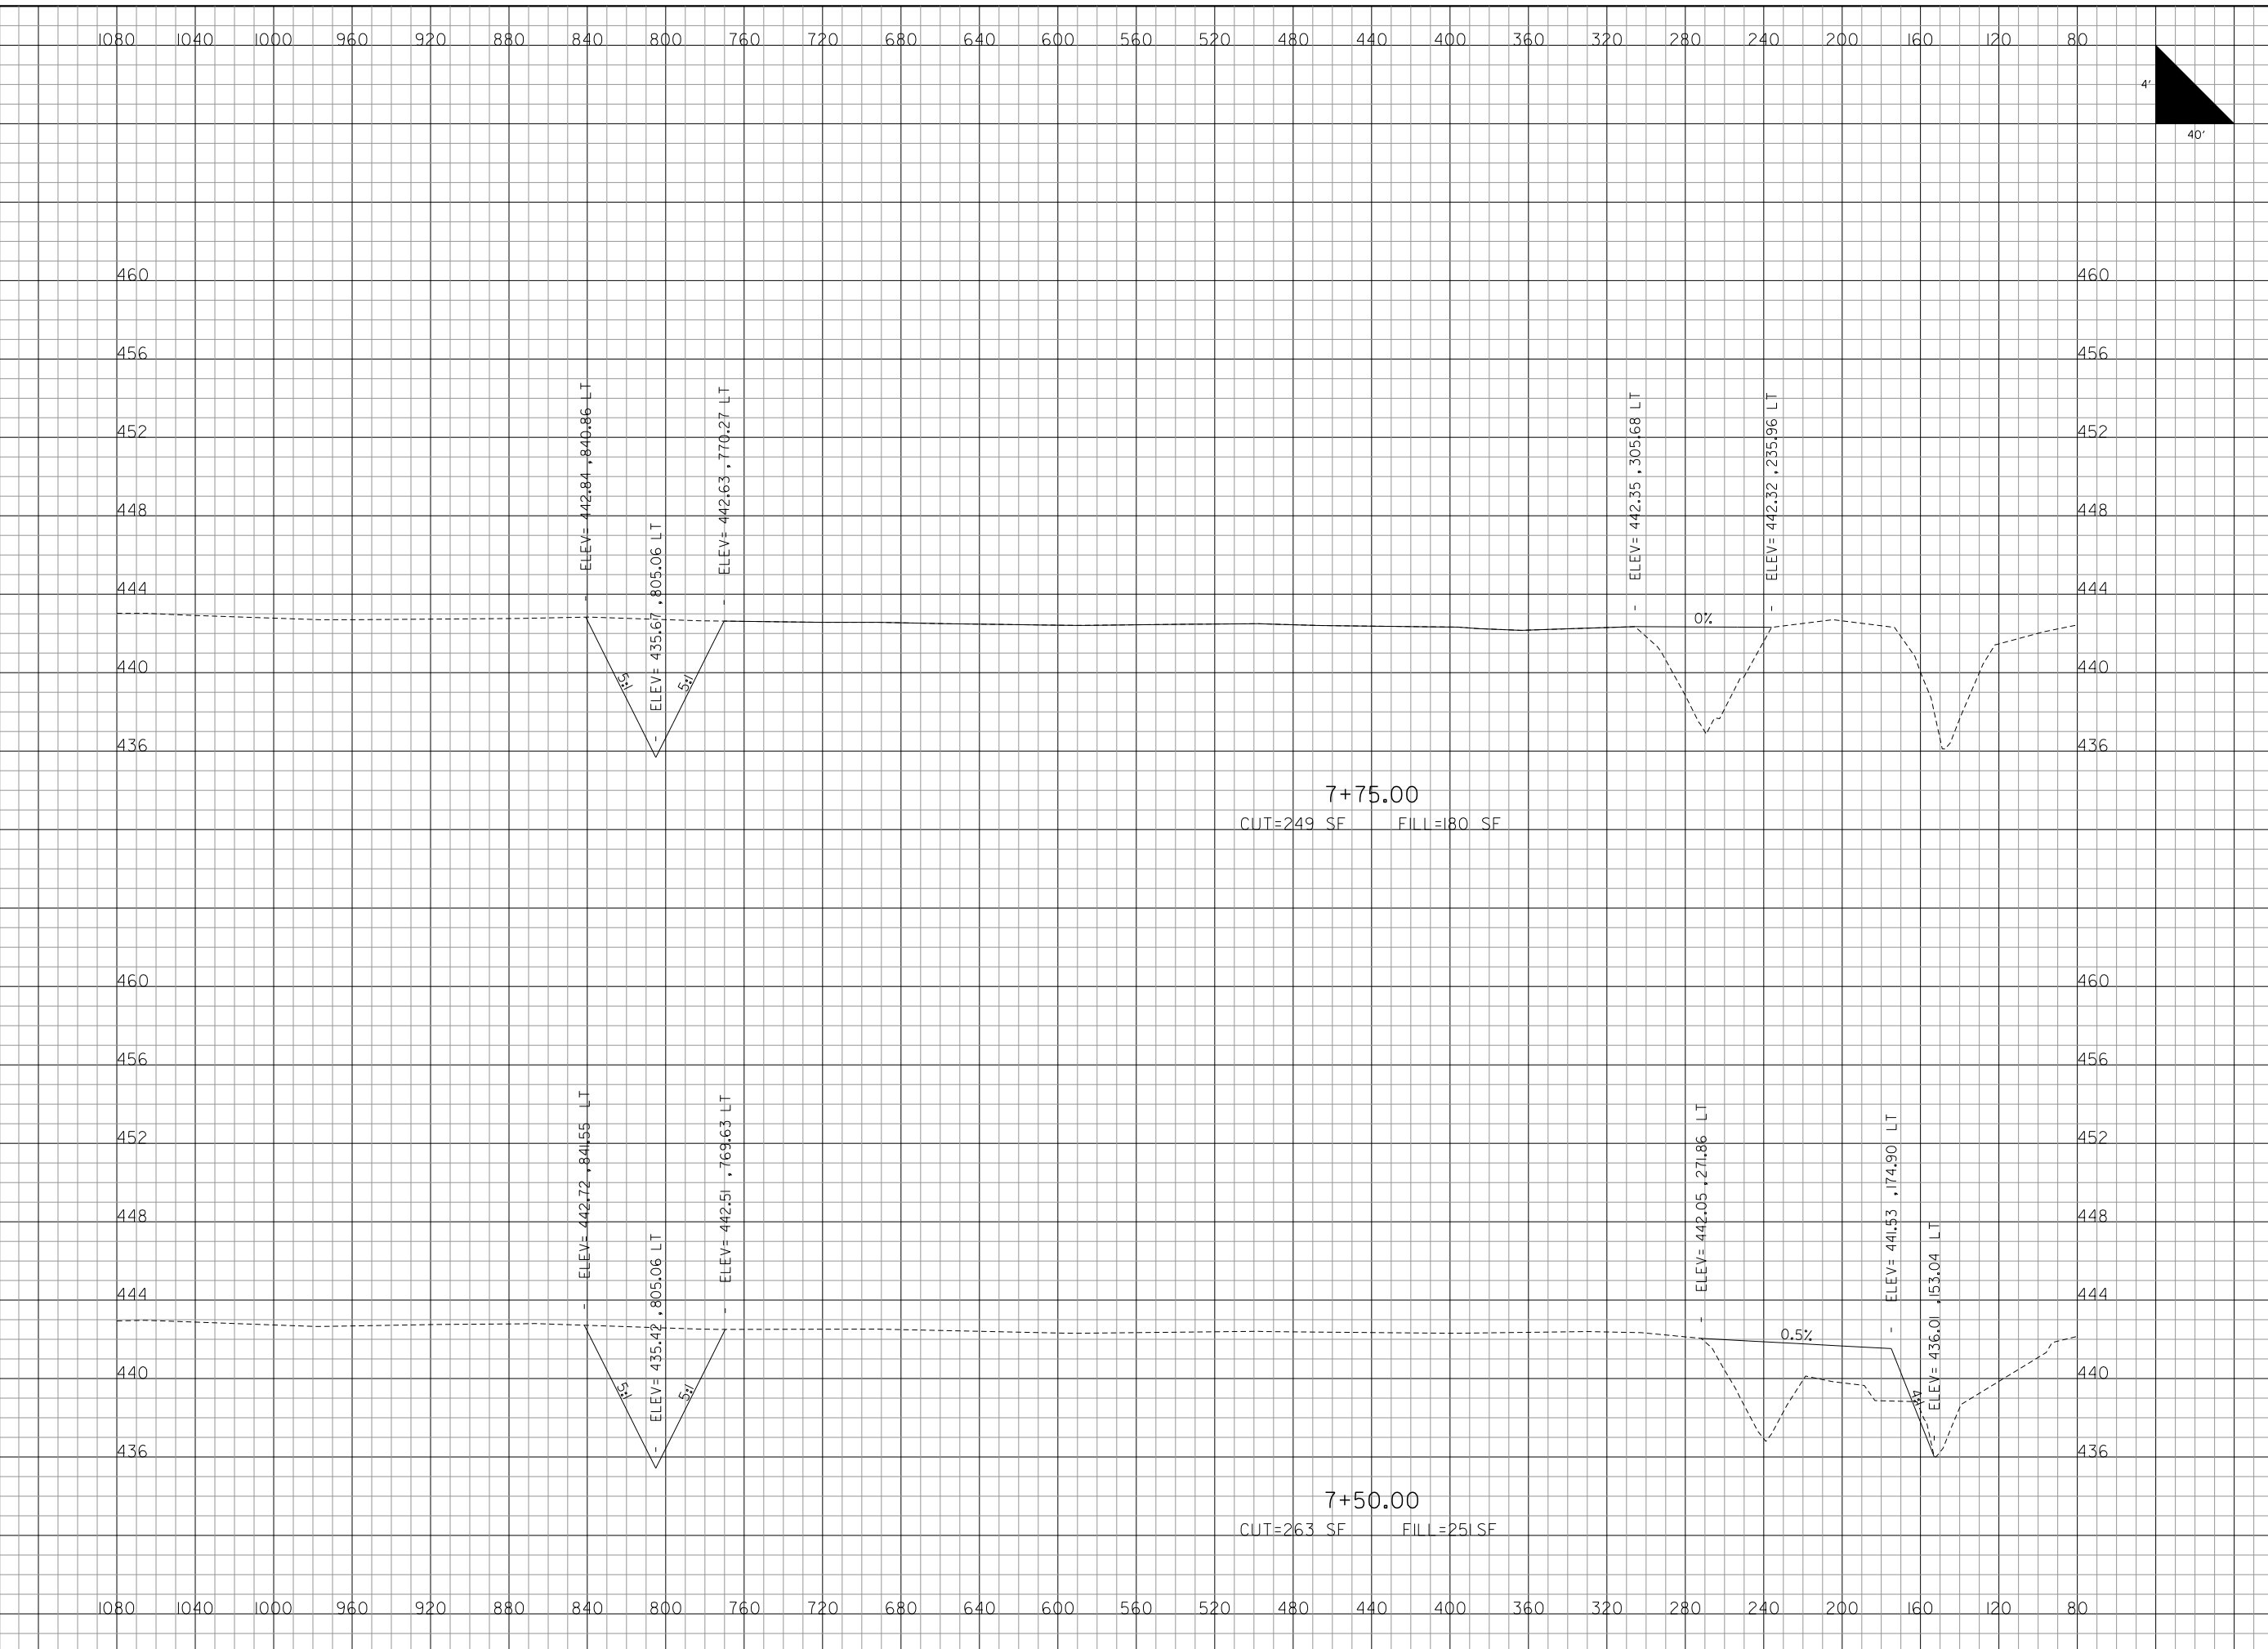 1080 1040 1000 960 920 880 840 800 760 720 680 640 600 560 520 480 440 400 360 320 280 240 200 160 120 80
4'
40'
460 460
456 456
452 452
448 448
444 444
440 440
436 436
ELEV= 442.84 ,840.86 LT
ELEV= 435.67 ,805.06 LT
ELEV= 442.63 ,770.27 LT
ELEV= 442.35 ,305.68 LT
ELEV= 442.32 ,235.96 LT
5:1
5:1
0%
7+75.00
CUT=249 SF FILL=180 SF
460 460
456 456
452 452
448 448
444 444
440 440
436 436
ELEV= 442.72 ,841.55 LT
ELEV= 435.42 ,805.06 LT
ELEV= 442.51 ,769.63 LT
ELEV= 442.05 ,271.86 LT
ELEV= 441.53 ,174.90 LT
ELEV= 436.01 ,153.04 LT
5:1
5:1
0.5%
7+50.00
CUT=263 SF FILL=251 SF
1080 1040 1000 960 920 880 840 800 760 720 680 640 600 560 520 480 440 400 360 320 280 240 200 160 120 80